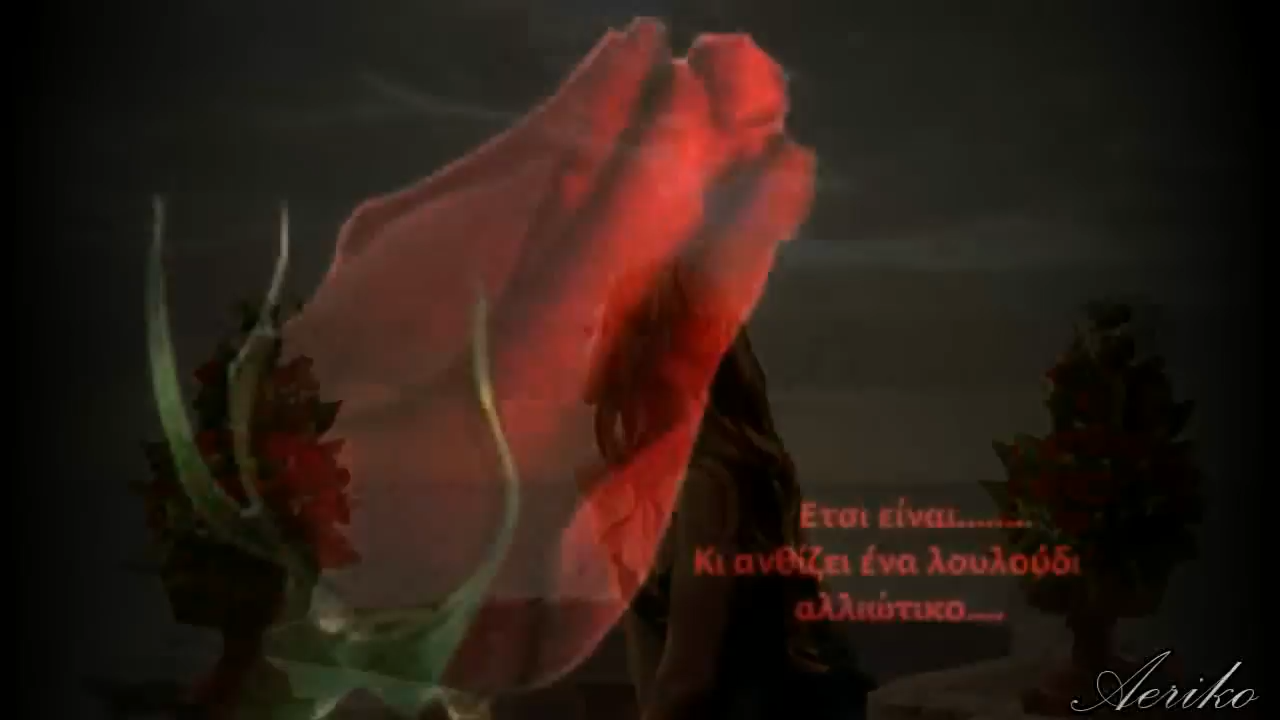 Ετσι είναι........
Κι ανθίζει ένα λουλούδι
αλλιώτικο....
Aeriko